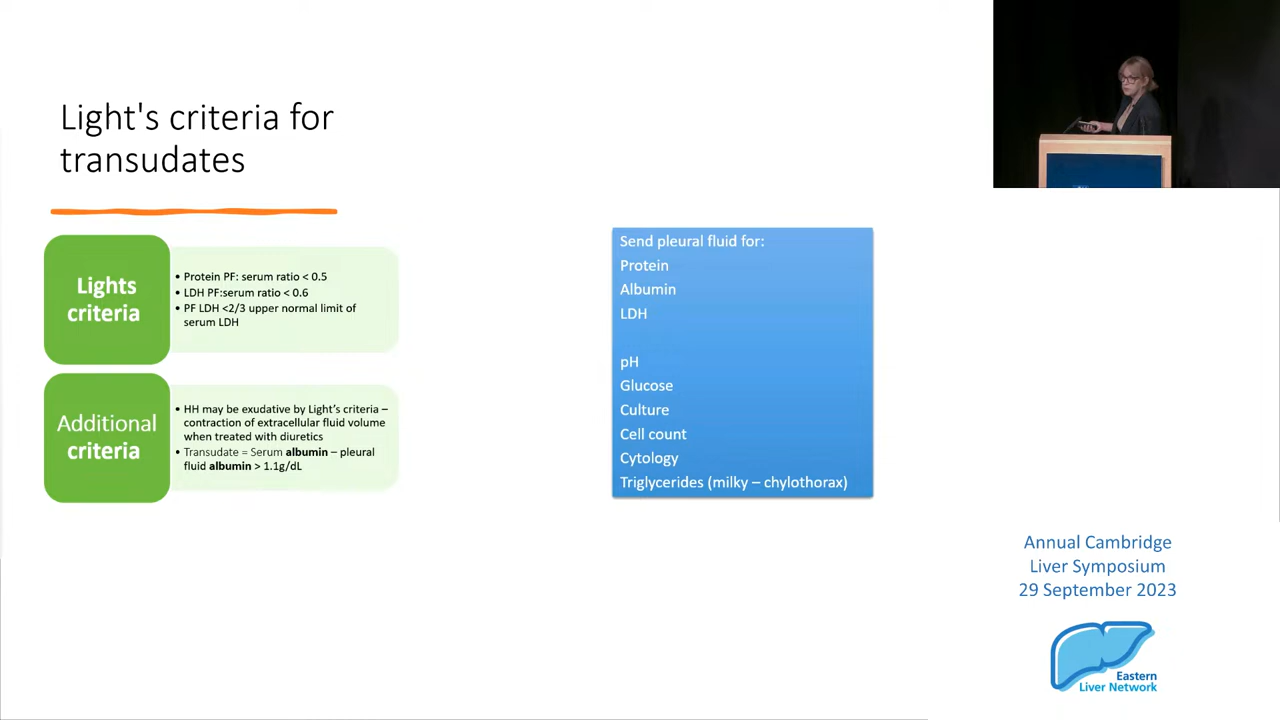 Light's criteria for
transudates
Lights
criteria
• Protein PF: serum ratio < 0.5
• LDH PF:serum ratio < 0.6
• PF LDH <2/3 upper normal limit of
serum LDH
Additional
criteria
• HH may be exudative by Light's criteria –
contraction of extracellular fluid volume
when treated with diuretics
• Transudate = Serum albumin – pleural
fluid albumin > 1.1g/dL
Send pleural fluid for:
Protein
Albumin
LDH
pH
Glucose
Culture
Cell count
Cytology
Triglycerides (milky – chylothorax)
Annual Cambridge
Liver Symposium
29 September 2023
Eastern
Liver Network